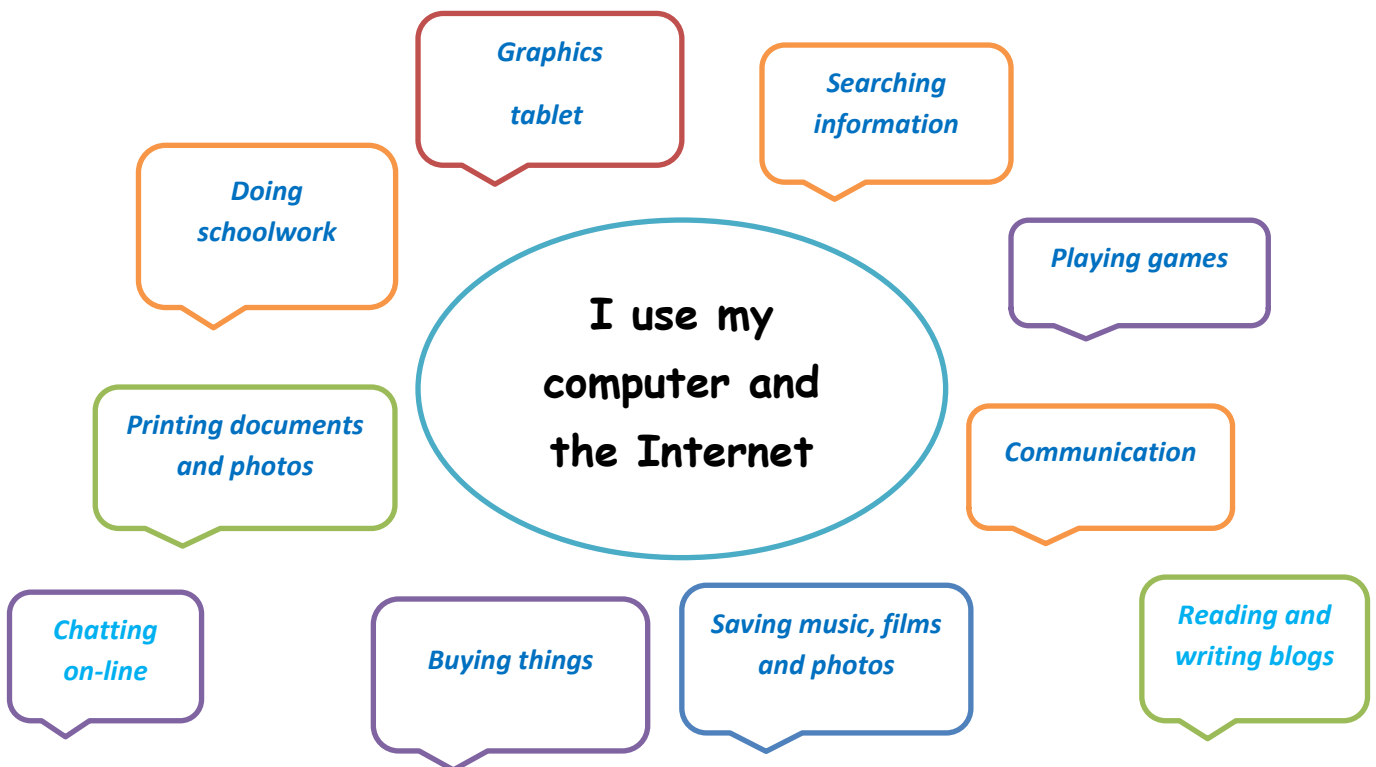 Graphics
tablet
Searching
information
Doing
schoolwork
Playing games
I use my
computer and
the Internet
Printing documents
and photos
Communication
Chatting
on-line
Buying things
Saving music, films
and photos
Reading and
writing blogs